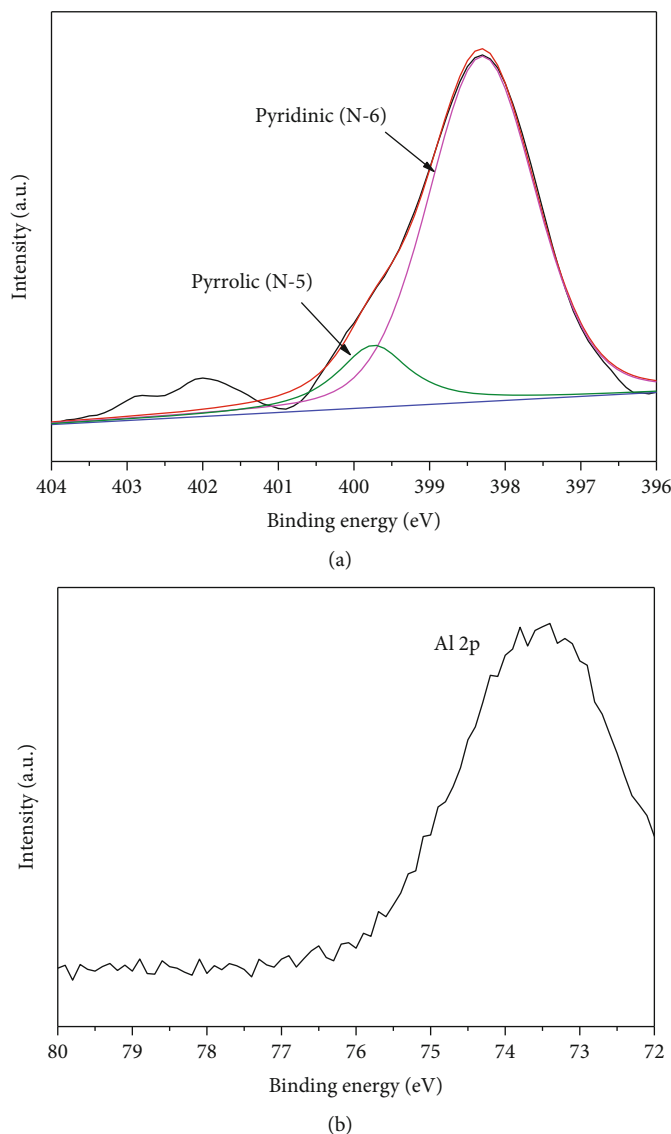 Pyridinic (N-6)
Pyrrolic (N-5)
Intensity (a.u.)
404 403 402 401 400 399 398 397 396
Binding energy (eV)
(a)
Al 2p
Intensity (a.u.)
80 79 78 77 76 75 74 73 72
Binding energy (eV)
(b)